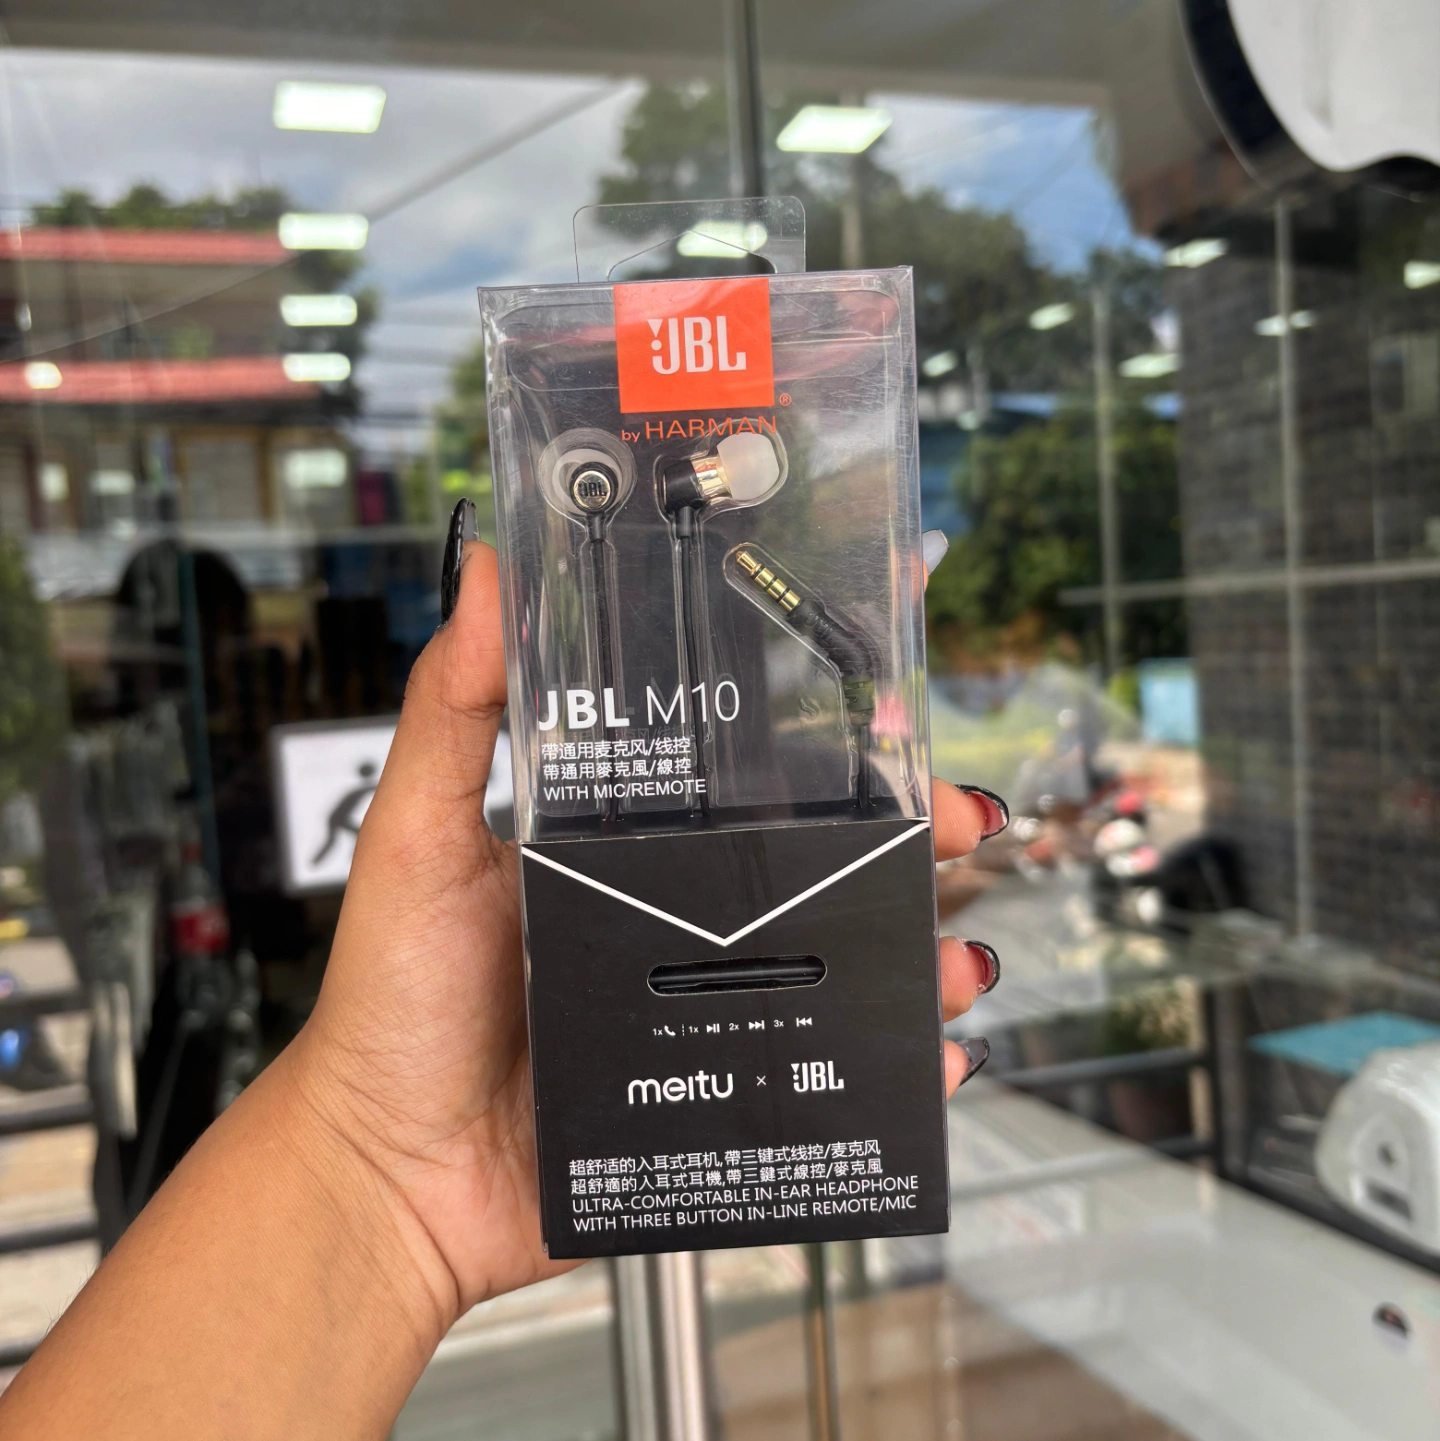 JBL
®
by HARMAN
JBL
JBL M10
帶通用麦克风/线控
帶通用麥克風/線控
WITH MIC/REMOTE
1x 1x 2x 3x
meitu × JBL
超舒适的入耳式耳机,帶三键式线控/麦克风
超舒適的入耳式耳機,帶三鍵式線控/麥克風
ULTRA-COMFORTABLE IN-EAR HEADPHONE
WITH THREE BUTTON IN-LINE REMOTE/MIC